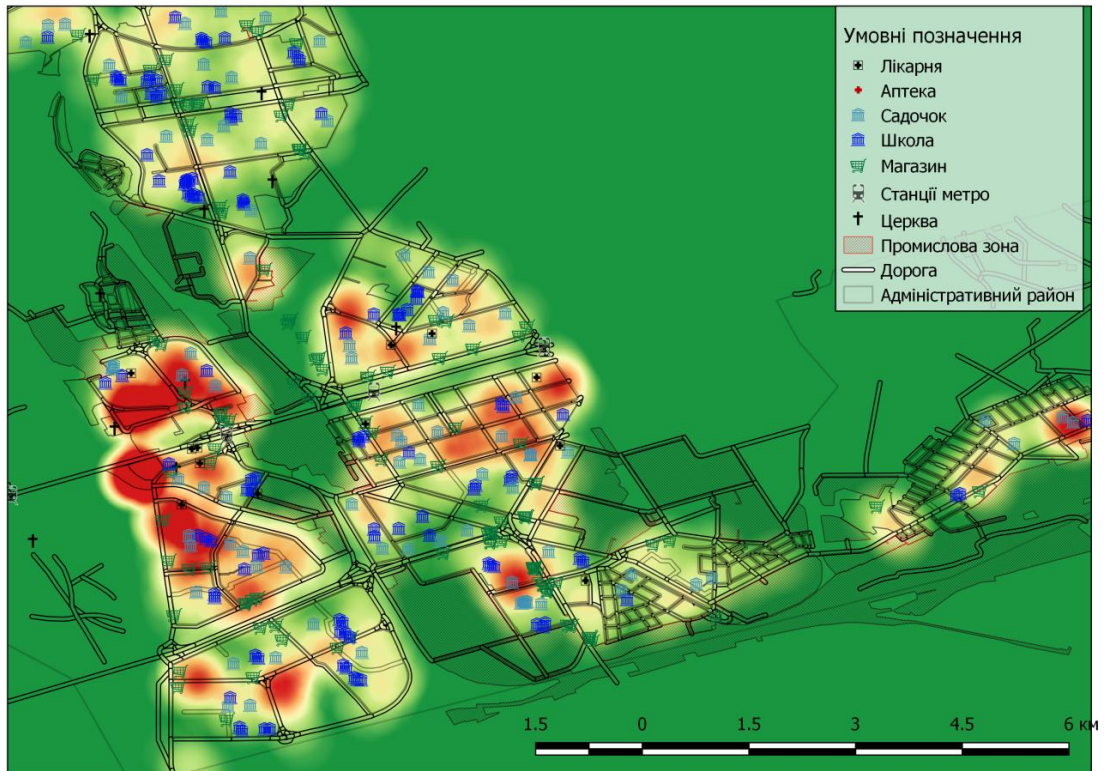 Умовні позначення
Лікарня
Аптека
Садочок
Школа
Магазин
Станції метро
Церква
Промислова зона
Дорога
Адміністративний район
1.5 0 1.5 3 4.5 6 км